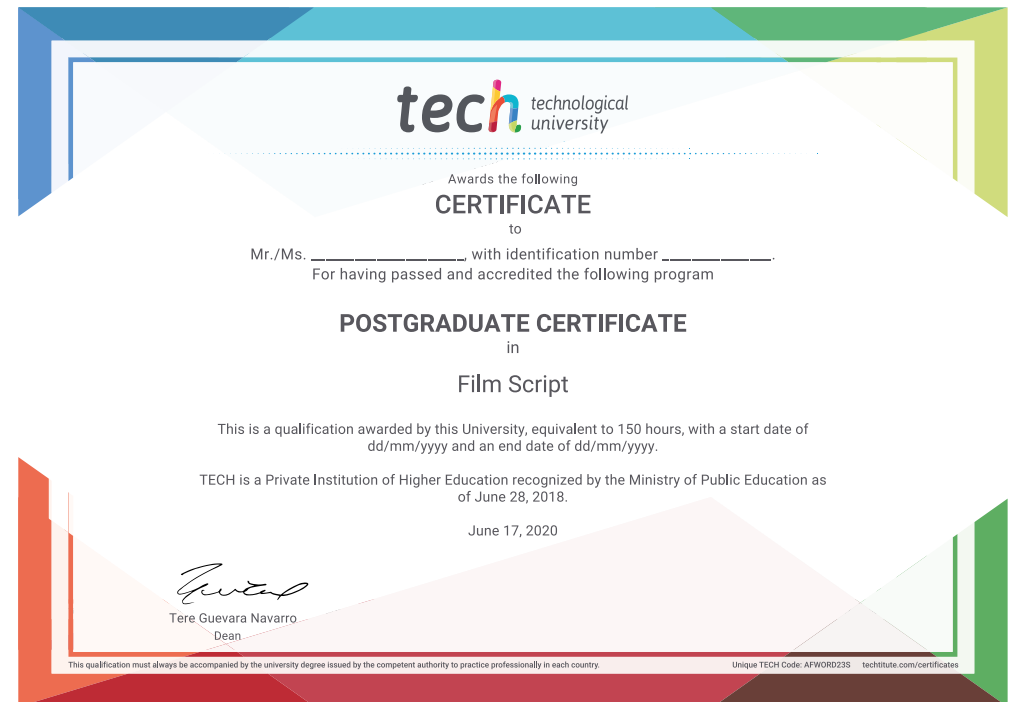 tech technological
university
Awards the following
CERTIFICATE
to
Mr./Ms. ____________________, with identification number ______________.
For having passed and accredited the following program
POSTGRADUATE CERTIFICATE
in
Film Script
This is a qualification awarded by this University, equivalent to 150 hours, with a start date of
dd/mm/yyyy and an end date of dd/mm/yyyy.
TECH is a Private Institution of Higher Education recognized by the Ministry of Public Education as
of June 28, 2018.
June 17, 2020
Tere Guevara Navarro
Dean
This qualification must always be accompanied by the university degree issued by the competent authority to practice professionally in each country. Unique TECH Code: AFWORD23S techtitute.com/certificates